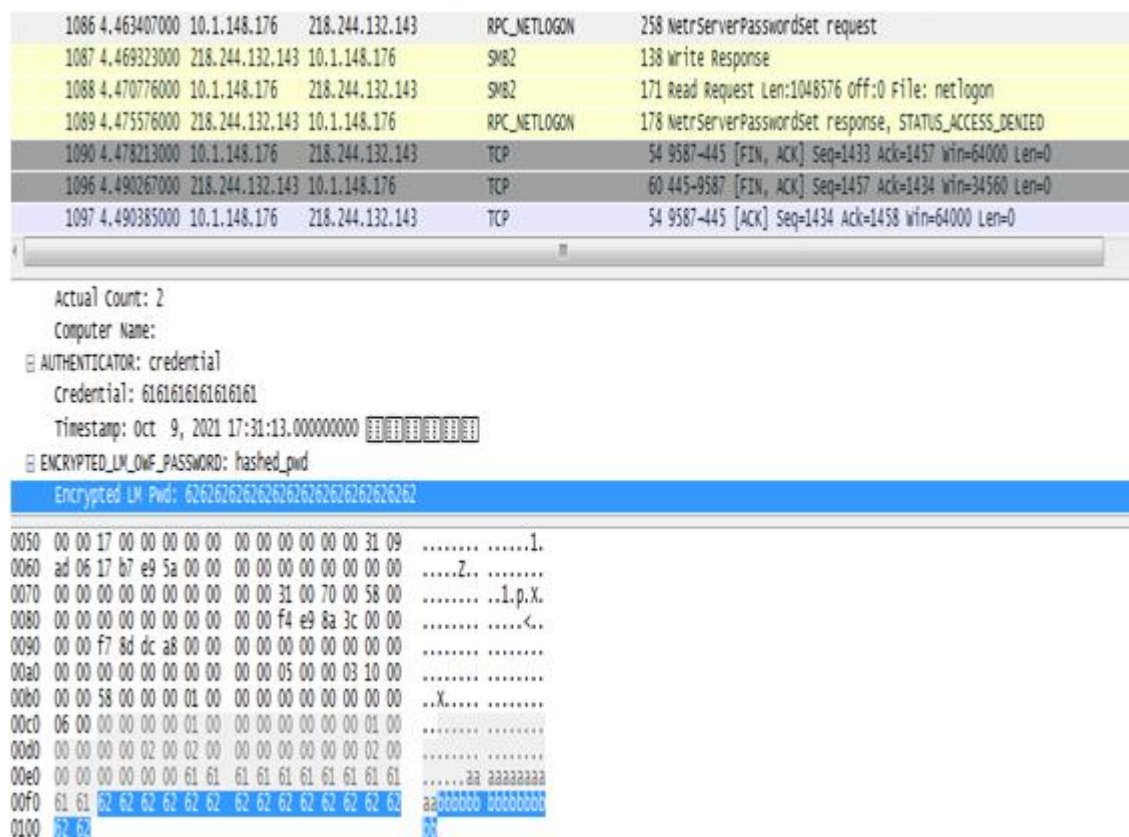 1086 4.463407000 10.1.148.176 218.244.132.143 RPC_NETLOGON 258 NetrServerPasswordSet request
1087 4.469323000 218.244.132.143 10.1.148.176 SMB2 138 Write Response
1088 4.470776000 10.1.148.176 218.244.132.143 SMB2 171 Read Request Len:1048576 Off:0 File: netlogon
1089 4.475576000 218.244.132.143 10.1.148.176 RPC_NETLOGON 178 NetrServerPasswordSet response, STATUS_ACCESS_DENIED
1090 4.478213000 10.1.148.176 218.244.132.143 TCP 54 9587→445 [FIN, ACK] Seq=1433 Ack=1457 Win=64000 Len=0
1096 4.490267000 218.244.132.143 10.1.148.176 TCP 60 445→9587 [FIN, ACK] Seq=1457 Ack=1434 Win=34560 Len=0
1097 4.490385000 10.1.148.176 218.244.132.143 TCP 54 9587→445 [ACK] Seq=1434 Ack=1458 Win=64000 Len=0
Actual Count: 2
Computer Name:
AUTHENTICATOR: credential
Credential: 6161616161616161
Timestamp: Oct 9, 2021 17:31:13.000000000
ENCRYPTED_LM_OWF_PASSWORD: hashed_pwd
Encrypted LM Pwd: 62626262626262626262626262626262
0050 00 00 17 00 00 00 00 00 00 00 00 00 00 00 31 09 ........ ......1.
0060 ad 06 17 b7 e9 5a 00 00 00 00 00 00 00 00 00 00 .....Z.. ........
0070 00 00 00 00 00 00 00 00 00 00 31 00 70 00 58 00 ........ ..1.p.X.
0080 00 00 00 00 00 00 00 00 00 00 f4 e9 8a 3c 00 00 ........ .....<..
0090 00 00 f7 8d dc a8 00 00 00 00 00 00 00 00 00 00 ........ ........
00a0 00 00 00 00 00 00 00 00 00 00 05 00 00 03 10 00 ........ ........
00b0 00 00 58 00 00 00 01 00 00 00 00 00 00 00 00 00 ..X..... ........
00c0 06 00 00 00 00 00 01 00 00 00 00 00 00 00 01 00 ........ ........
00d0 00 00 00 00 02 00 02 00 00 00 00 00 00 00 02 00 ........ ........
00e0 00 00 00 00 00 00 61 61 61 61 61 61 61 61 61 61 ......aa aaaaaaaa
00f0 61 61 62 62 62 62 62 62 62 62 62 62 62 62 62 62 aabbbbbb bbbbbbbb
0100 62 62 bb